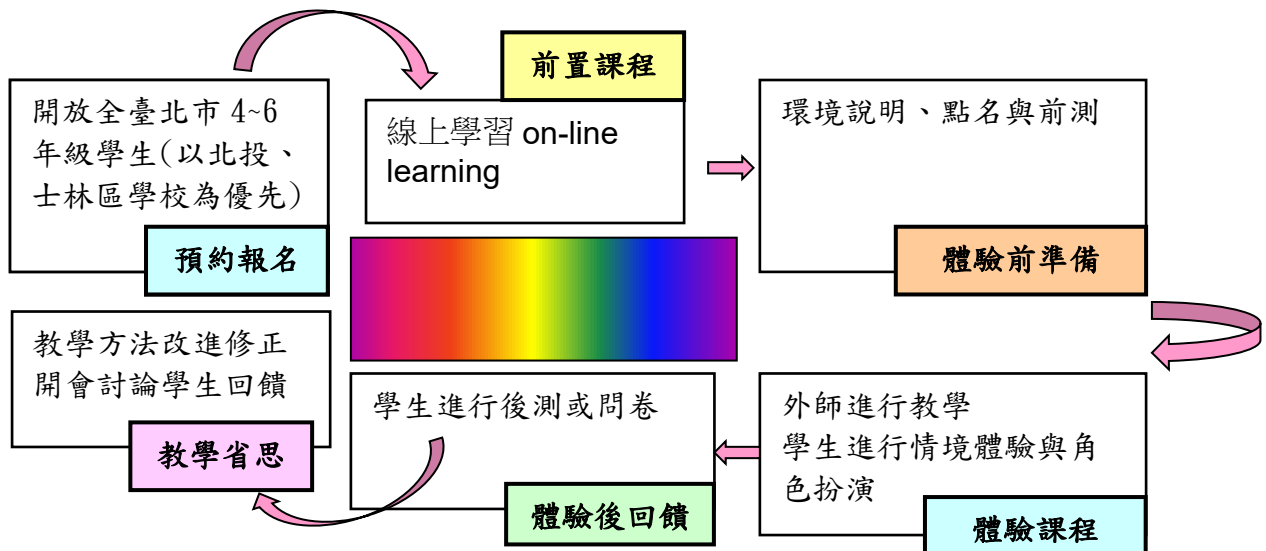 開放全臺北市 4~6
年級學生(以北投、
士林區學校為優先)
預約報名
前置課程
線上學習 on-line
learning
環境說明、點名與前測
體驗前準備
外師進行教學
學生進行情境體驗與角
色扮演
體驗課程
學生進行後測或問卷
體驗後回饋
教學方法改進修正
開會討論學生回饋
教學省思